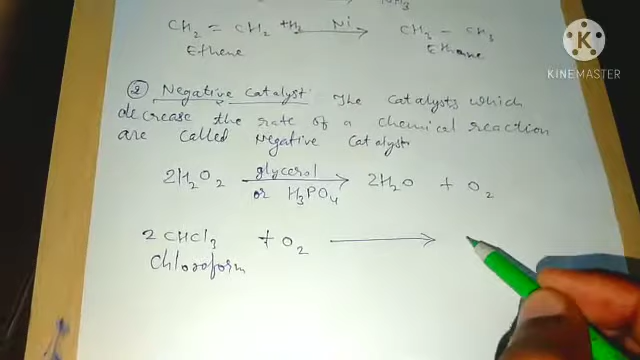 NH3
CH2 = CH2 +H2 Ni → CH3 - CH3
Ethene Ethane
② Negative Catalyst: The Catalysts which
decrease the rate of a chemical reaction
are called Negative Catalyst
2H2O2 glycerol or H3PO4 → 2H2O + O2
2CHCl3 + O2 →
Chloroform
KINEMASTER